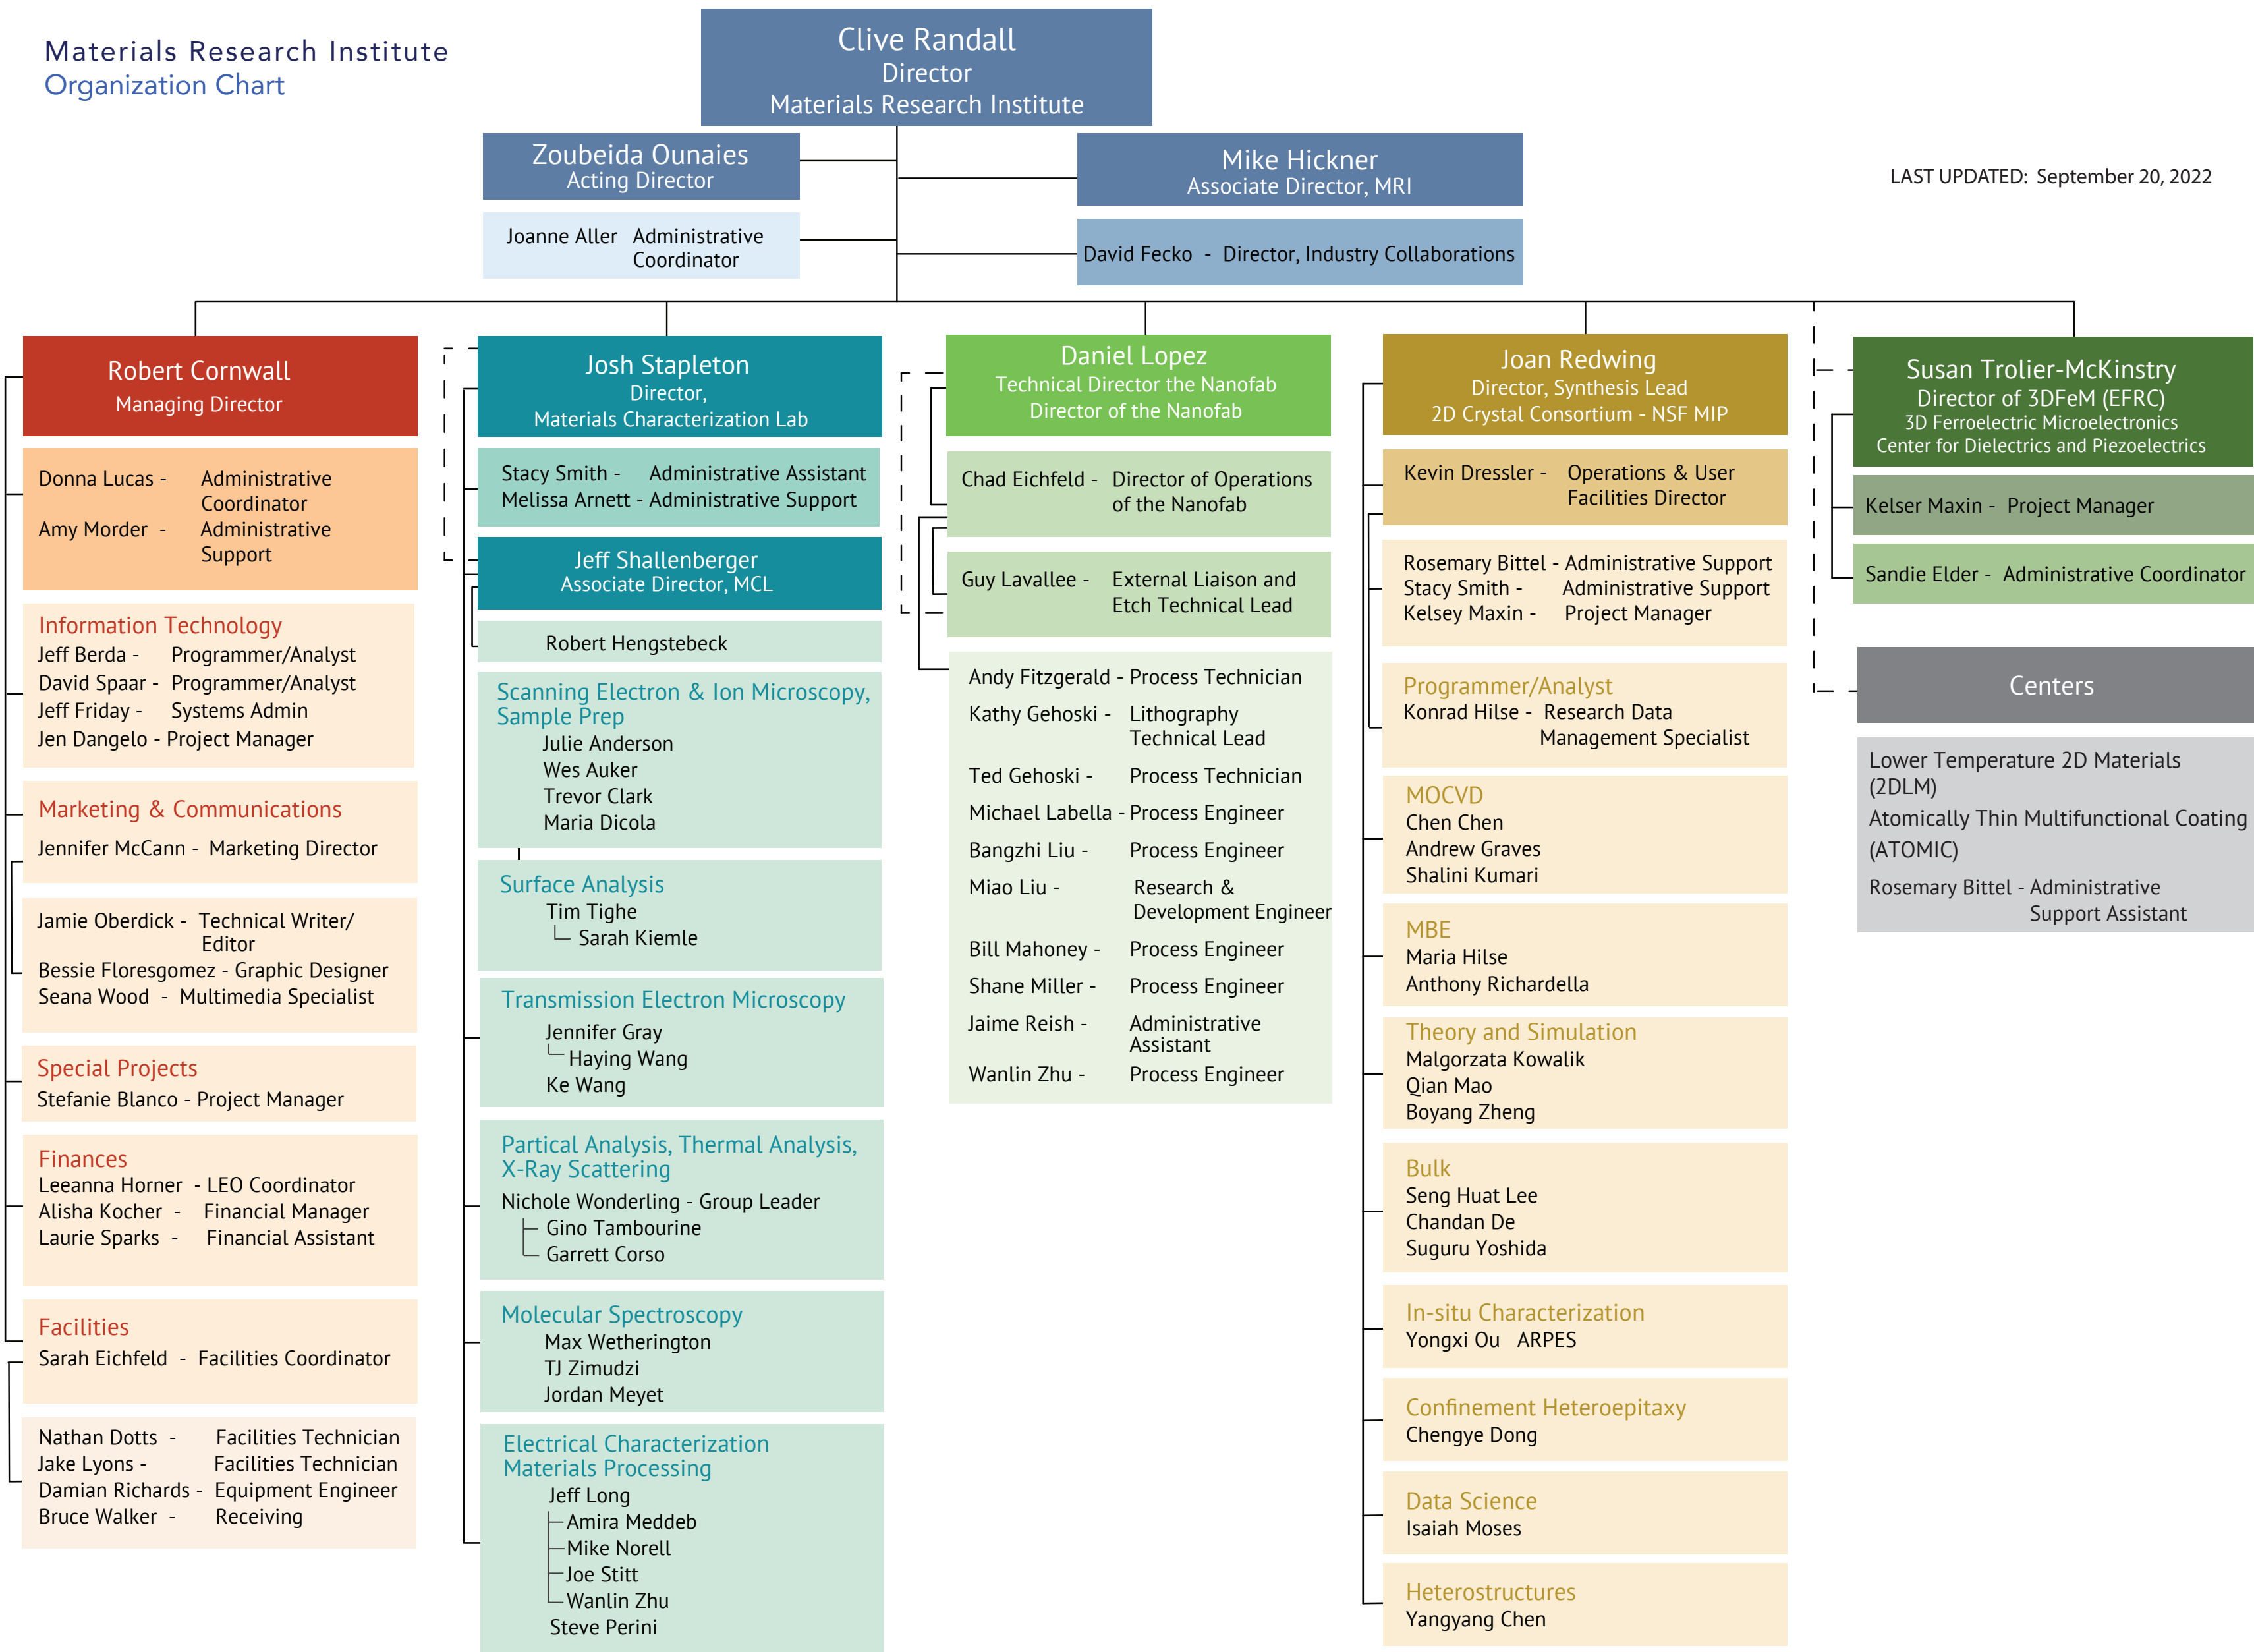 Materials Research Institute
Organization Chart
Clive Randall
Director
Materials Research Institute
Zoubeida Ounaies
Acting Director
Mike Hickner
Associate Director, MRI
LAST UPDATED: September 20, 2022
Joanne Aller Administrative
Coordinator
David Fecko - Director, Industry Collaborations
Robert Cornwall
Managing Director
Donna Lucas - Administrative
Coordinator
Amy Morder - Administrative
Support
Information Technology
Jeff Berda - Programmer/Analyst
David Spaar - Programmer/Analyst
Jeff Friday - Systems Admin
Jen Dangelo - Project Manager
Marketing & Communications
Jennifer McCann - Marketing Director
Jamie Oberdick - Technical Writer/
Editor
Bessie Floresgomez - Graphic Designer
Seana Wood - Multimedia Specialist
Special Projects
Stefanie Blanco - Project Manager
Finances
Leeanna Horner - LEO Coordinator
Alisha Kocher - Financial Manager
Laurie Sparks - Financial Assistant
Facilities
Sarah Eichfeld - Facilities Coordinator
Nathan Dotts - Facilities Technician
Jake Lyons - Facilities Technician
Damian Richards - Equipment Engineer
Bruce Walker - Receiving
Josh Stapleton
Director,
Materials Characterization Lab
Stacy Smith - Administrative Assistant
Melissa Arnett - Administrative Support
Jeff Shallenberger
Associate Director, MCL
Robert Hengstebeck
Scanning Electron & Ion Microscopy,
Sample Prep
Julie Anderson
Wes Auker
Trevor Clark
Maria Dicola
Surface Analysis
Tim Tighe
Sarah Kiemle
Transmission Electron Microscopy
Jennifer Gray
Haying Wang
Ke Wang
Partical Analysis, Thermal Analysis,
X-Ray Scattering
Nichole Wonderling - Group Leader
Gino Tambourine
Garrett Corso
Molecular Spectroscopy
Max Wetherington
TJ Zimudzi
Jordan Meyet
Electrical Characterization
Materials Processing
Jeff Long
Amira Meddeb
Mike Norell
Joe Stitt
Wanlin Zhu
Steve Perini
Daniel Lopez
Technical Director the Nanofab
Director of the Nanofab
Chad Eichfeld - Director of Operations
of the Nanofab
Guy Lavallee - External Liaison and
Etch Technical Lead
Andy Fitzgerald - Process Technician
Kathy Gehoski - Lithography
Technical Lead
Ted Gehoski - Process Technician
Michael Labella - Process Engineer
Bangzhi Liu - Process Engineer
Miao Liu - Research &
Development Engineer
Bill Mahoney - Process Engineer
Shane Miller - Process Engineer
Jaime Reish - Administrative
Assistant
Wanlin Zhu - Process Engineer
Joan Redwing
Director, Synthesis Lead
2D Crystal Consortium - NSF MIP
Kevin Dressler - Operations & User
Facilities Director
Rosemary Bittel - Administrative Support
Stacy Smith - Administrative Support
Kelsey Maxin - Project Manager
Programmer/Analyst
Konrad Hilse - Research Data
Management Specialist
MOCVD
Chen Chen
Andrew Graves
Shalini Kumari
MBE
Maria Hilse
Anthony Richardella
Theory and Simulation
Malgorzata Kowalik
Qian Mao
Boyang Zheng
Bulk
Seng Huat Lee
Chandan De
Suguru Yoshida
In-situ Characterization
Yongxi Ou ARPES
Confinement Heteroepitaxy
Chengye Dong
Data Science
Isaiah Moses
Heterostructures
Yangyang Chen
Susan Trolier-McKinstry
Director of 3DFeM (EFRC)
3D Ferroelectric Microelectronics
Center for Dielectrics and Piezoelectrics
Kelser Maxin - Project Manager
Sandie Elder - Administrative Coordinator
Centers
Lower Temperature 2D Materials
(2DLM)
Atomically Thin Multifunctional Coating
(ATOMIC)
Rosemary Bittel - Administrative
Support Assistant